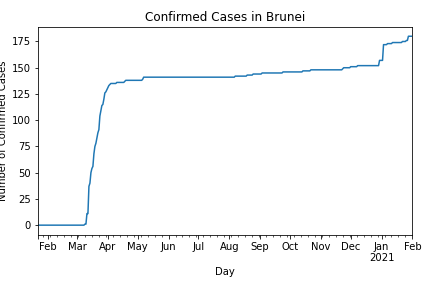 Confirmed Cases in Brunei
Number of Confirmed Cases
175
150
125
100
75
50
25
0
Feb Mar Apr May Jun Jul Aug Sep Oct Nov Dec Jan Feb
2021
Day